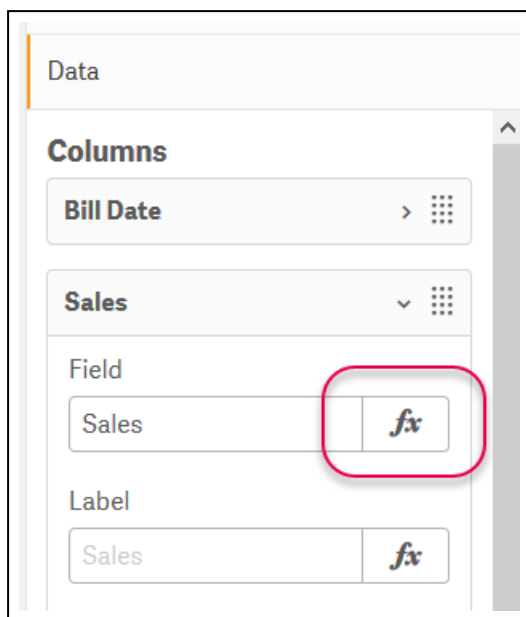 Data
Columns
Bill Date
Sales
Field
Sales fx
Label
Sales fx